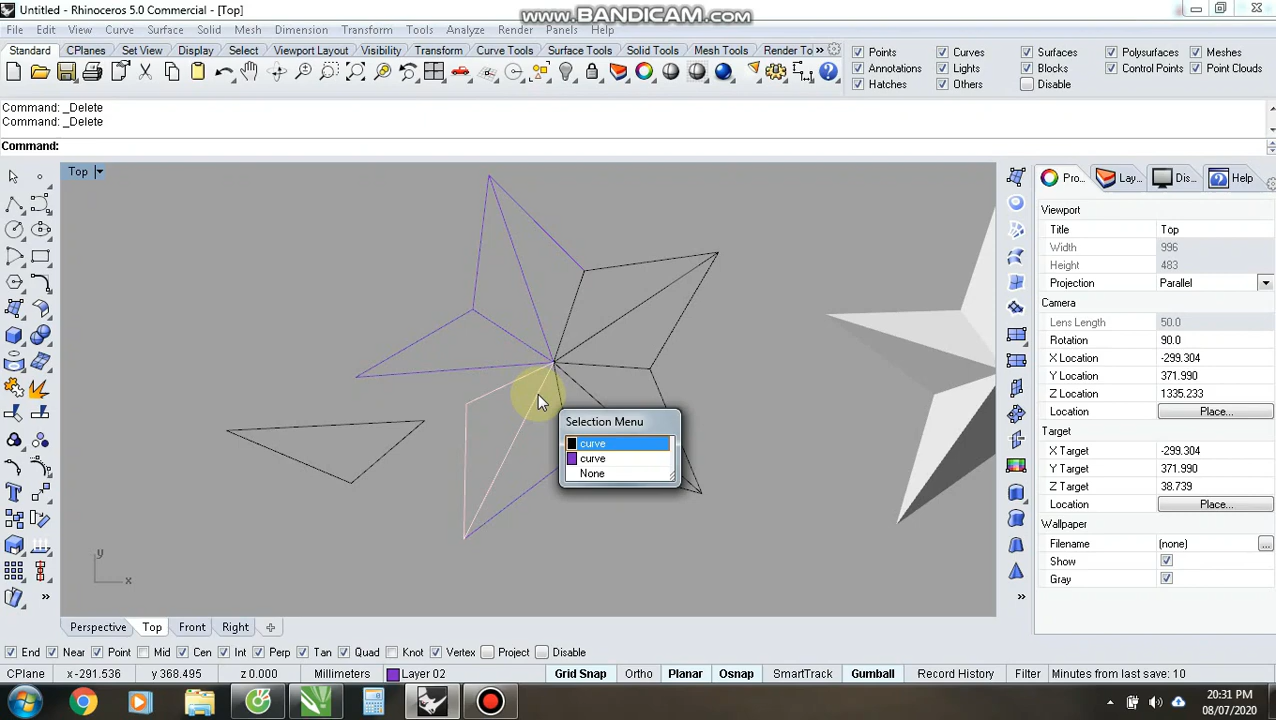 Untitled - Rhinoceros 5.0 Commercial - [Top]
www.BANDICAM.com
File Edit View Curve Surface Solid Mesh Dimension Transform Tools Analyze Render Panels Help
Standard CPlanes Set View Display Select Viewport Layout Visibility Transform Curve Tools Surface Tools Solid Tools Mesh Tools Render To »
Points Curves Surfaces Polysurfaces Meshes
Annotations Lights Blocks Control Points Point Clouds
Hatches Others Disable
Command: _Delete
Command: _Delete
Command:
Top
Pro... Lay... Dis... Help
Viewport
Title Top
Width 996
Height 483
Projection Parallel
Camera
Lens Length 50.0
Rotation 90.0
X Location -299.304
Y Location 371.990
Z Location 1335.233
Location Place...
Target
X Target -299.304
Y Target 371.990
Z Target 38.739
Location Place...
Wallpaper
Filename (none) ...
Show
Gray
Selection Menu
curve
curve
None
y
x
Perspective Top Front Right
End Near Point Mid Cen Int Perp Tan Quad Knot Vertex Project Disable
CPlane x -291.536 y 368.495 z 0.000 Millimeters Layer 02 Grid Snap Ortho Planar Osnap SmartTrack Gumball Record History Filter Minutes from last save: 10
20:31 PM
08/07/2020